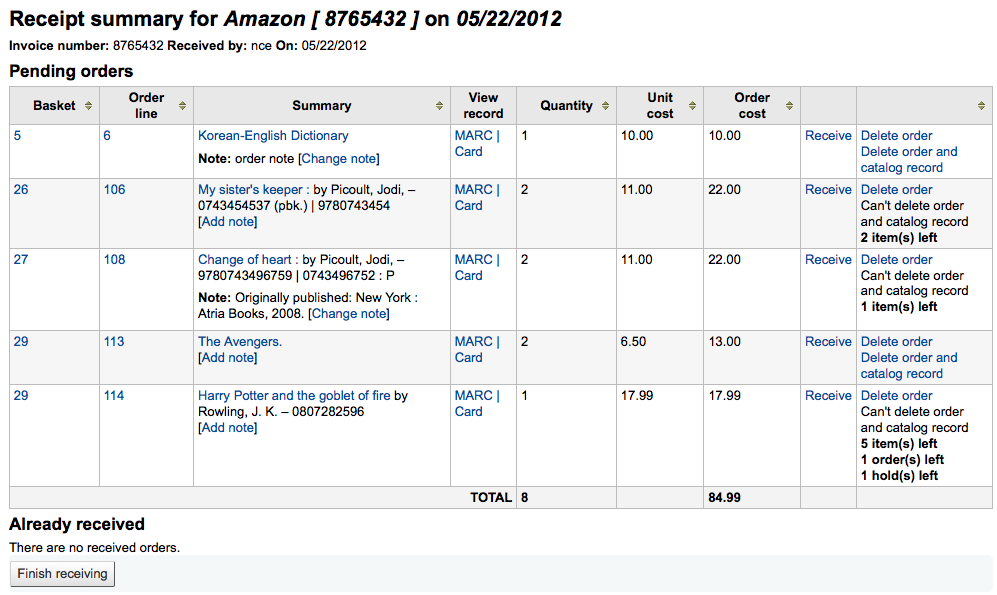 Receipt summary for Amazon [ 8765432 ] on 05/22/2012
Invoice number: 8765432 Received by: nce On: 05/22/2012
Pending orders
Basket Order line Summary View record Quantity Unit cost Order cost
5 6 Korean-English Dictionary MARC | 1 10.00 10.00 Receive Delete order
Note: order note [Change note] Card Delete order and
catalog record
26 106 My sister's keeper : by Picoult, Jodi, – MARC | 2 11.00 22.00 Receive Delete order
0743454537 (pbk.) | 9780743454 Card Can't delete order
[Add note] and catalog record
2 item(s) left
27 108 Change of heart : by Picoult, Jodi, – MARC | 2 11.00 22.00 Receive Delete order
9780743496759 | 0743496752 : P Card Can't delete order
Note: Originally published: New York : and catalog record
Atria Books, 2008. [Change note] 1 item(s) left
29 113 The Avengers. MARC | 2 6.50 13.00 Receive Delete order
[Add note] Card Delete order and
catalog record
29 114 Harry Potter and the goblet of fire by MARC | 1 17.99 17.99 Receive Delete order
Rowling, J. K. – 0807282596 Card Can't delete order
[Add note] and catalog record
5 item(s) left
1 order(s) left
1 hold(s) left
TOTAL 8 84.99
Already received
There are no received orders.
Finish receiving